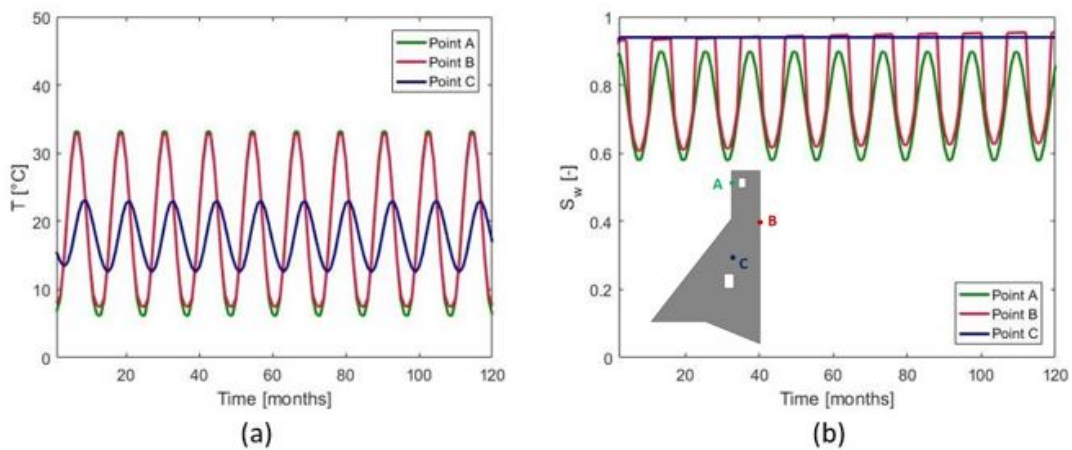 50
40
30
20
10
0
T [°C]
20
40
60
80
100
120
Time [months]
Point A
Point B
Point C
(a)
1
0.8
0.6
0.4
0.2
0
S_w [-]
20
40
60
80
100
120
Time [months]
A
B
C
Point A
Point B
Point C
(b)